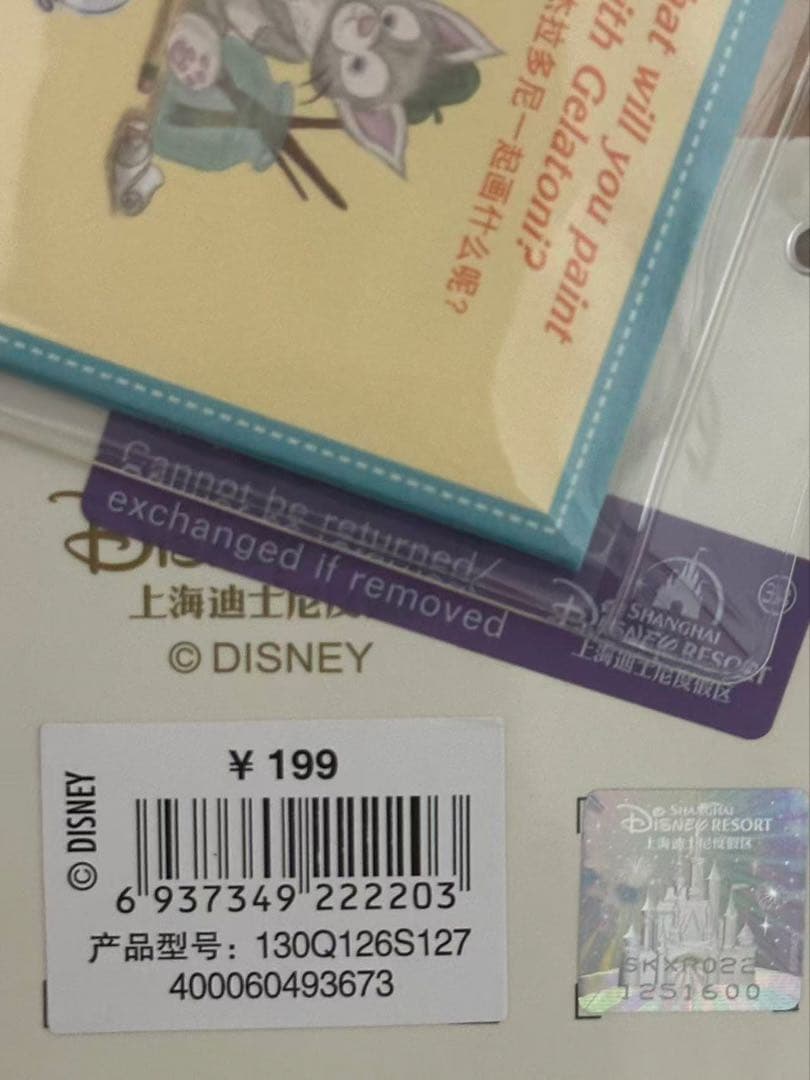 hat will you paint
ith Gelatoni?
拉多尼一起画什么呢?
Cannot be returned/
exchanged if removed
SHANGHAI
DISNEY RESORT
上海迪士尼度假区
上海迪士尼度
© DISNEY
¥ 199
© DISNEY
6 937349 222203
产品型号: 130Q126S127
400060493673
SHANGHAI
DISNEY RESORT
上海迪士尼度假区
SKXR022
1251600